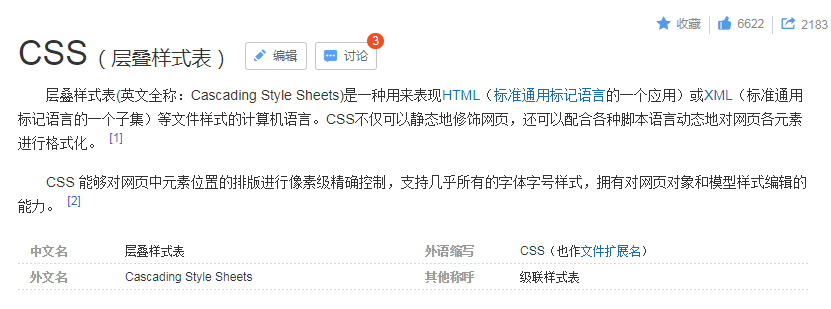 收藏 6622 2183
CSS（层叠样式表） 编辑 讨论 3
层叠样式表(英文全称：Cascading Style Sheets)是一种用来表现HTML（标准通用标记语言的一个应用）或XML（标准通用
标记语言的一个子集）等文件样式的计算机语言。CSS不仅可以静态地修饰网页，还可以配合各种脚本语言动态地对网页各元素
进行格式化。 [1]
CSS 能够对网页中元素位置的排版进行像素级精确控制，支持几乎所有的字体字号样式，拥有对网页对象和模型样式编辑的
能力。 [2]
中文名 层叠样式表 外语缩写 CSS（也作文件扩展名）
外文名 Cascading Style Sheets 其他称呼 级联样式表